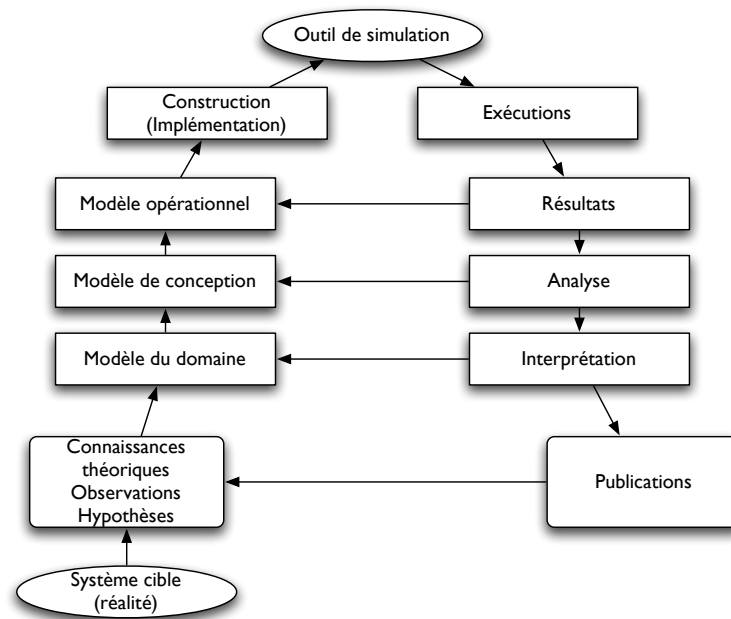 Outil de simulation
Construction
(Implémentation)
Exécutions
Modèle opérationnel
Résultats
Modèle de conception
Analyse
Modèle du domaine
Interprétation
Connaissances
théoriques
Observations
Hypothèses
Publications
Système cible
(réalité)